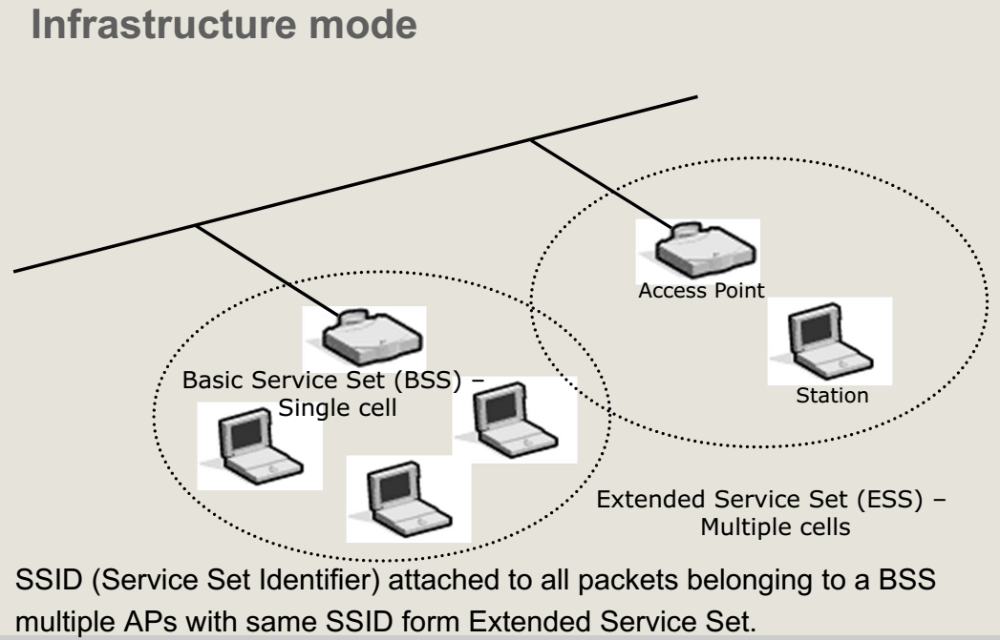 Infrastructure mode
Access Point
Station
Basic Service Set (BSS) –
Single cell
Extended Service Set (ESS) –
Multiple cells
SSID (Service Set Identifier) attached to all packets belonging to a BSS
multiple APs with same SSID form Extended Service Set.